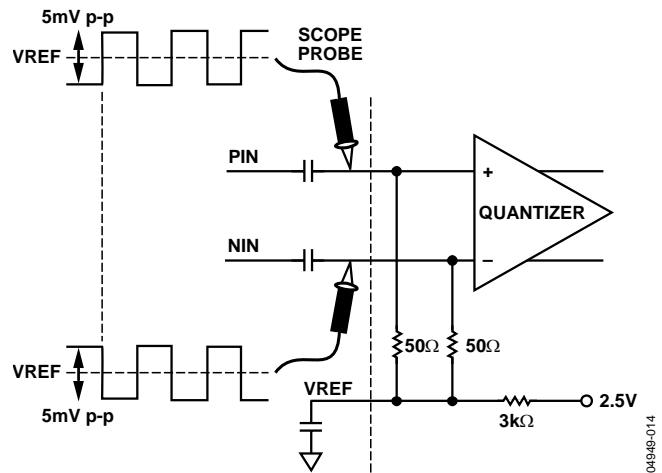 5mV p-p
VREF
SCOPE
PROBE
PIN
+
QUANTIZER
NIN
–
50Ω
50Ω
VREF
5mV p-p
VREF
2.5V
3kΩ
04949-014